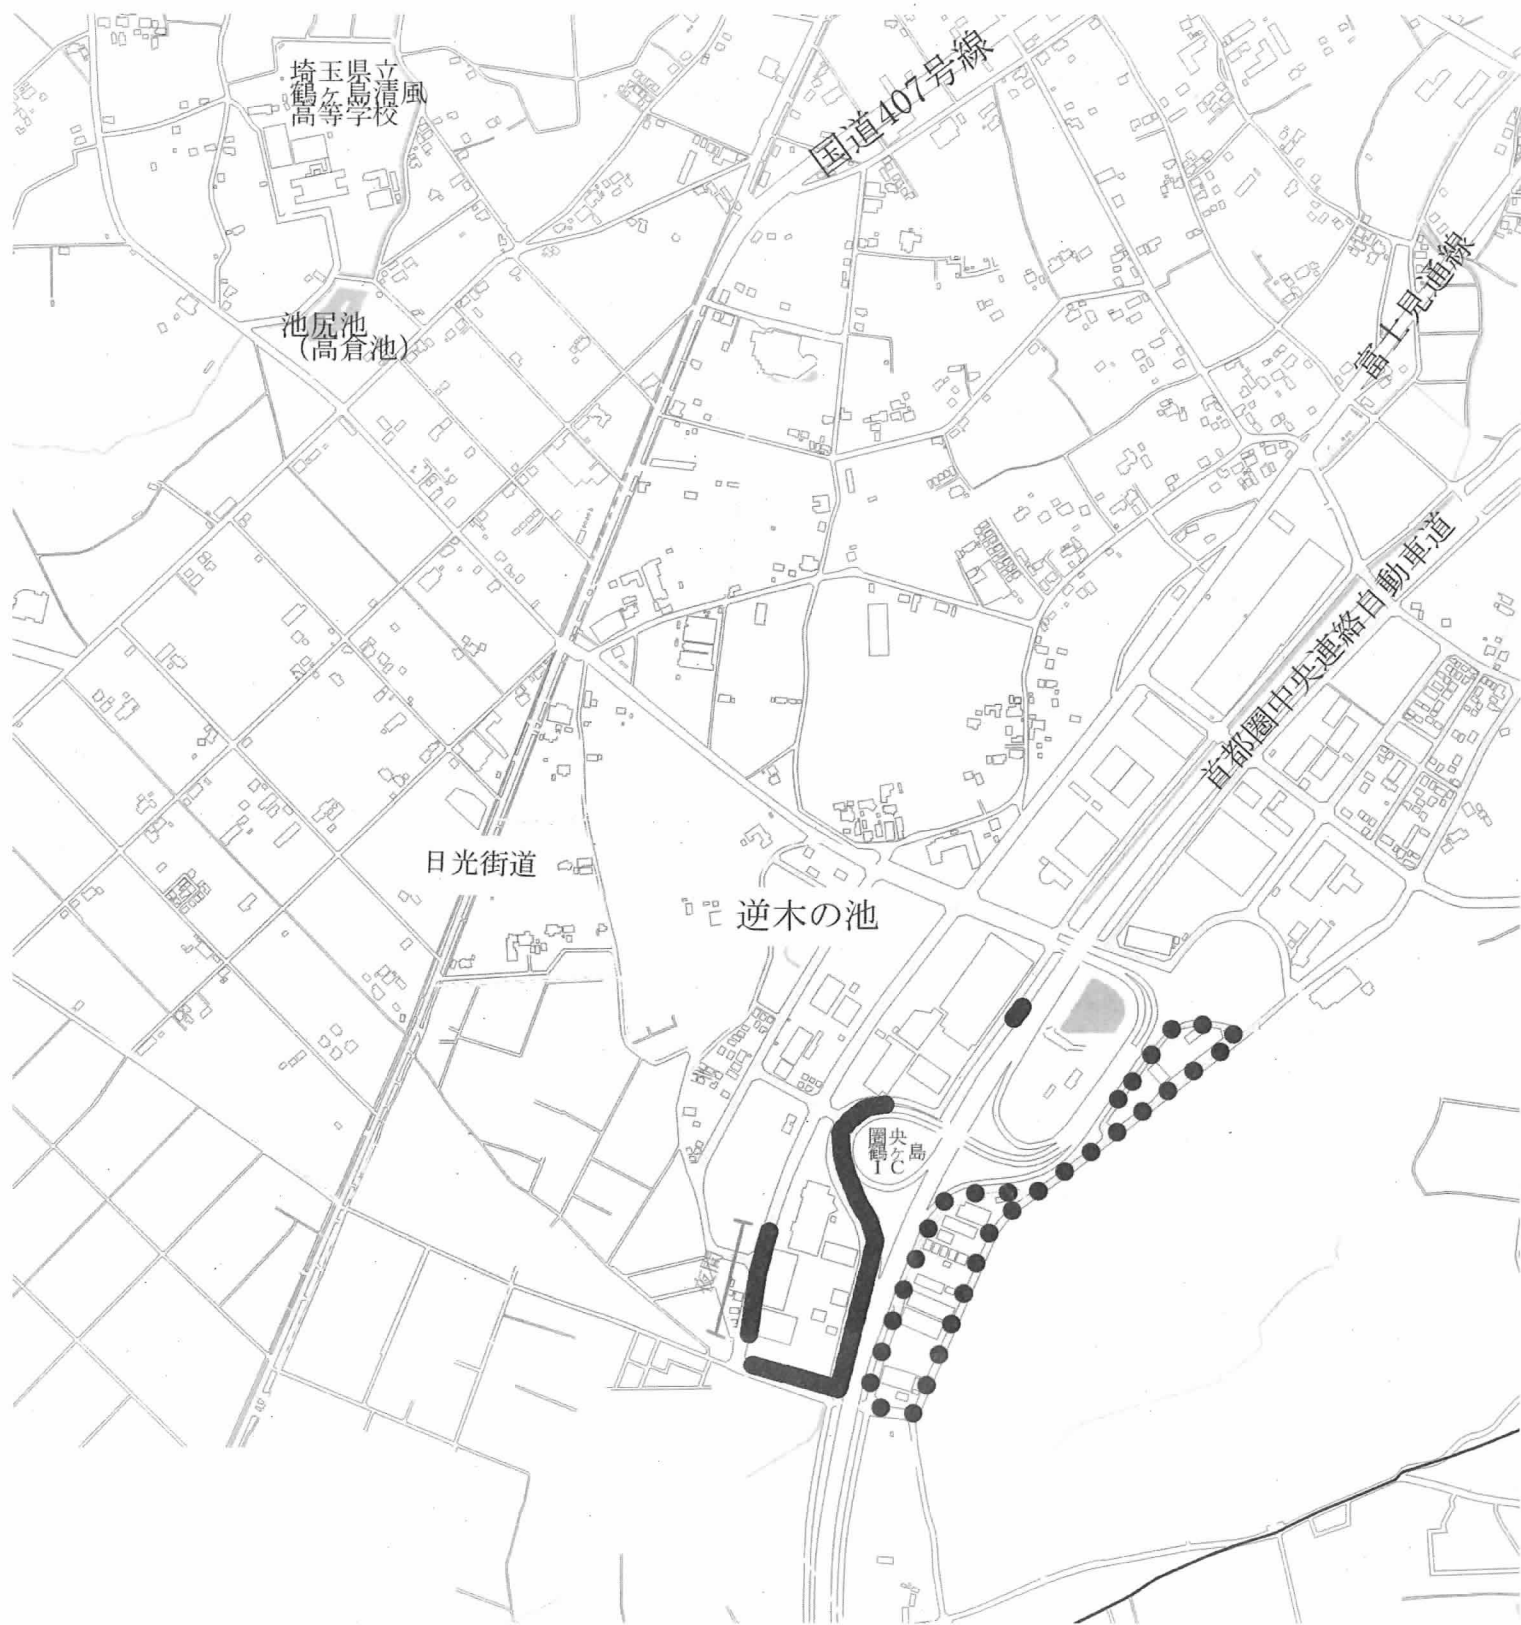 埼玉県立
鶴ヶ島清風
高等学校
国道407号線
富士見通線
池尻池
(高倉池)
首都圏中央連絡自動車道
日光街道
逆木の池
圏央
鶴ヶ島
IC